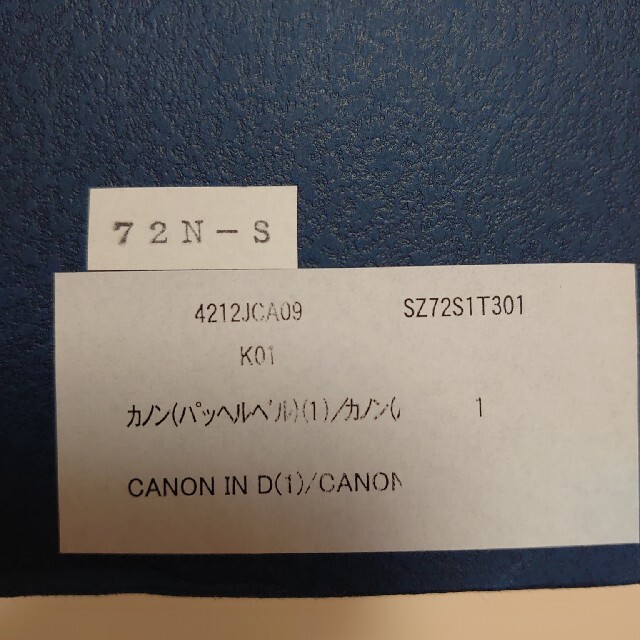 72N-S
4212JCA09 SZ72S1T301
K01
カノン(パッヘルベル)(1)/カノン( 1
CANON IN D(1)/CANON